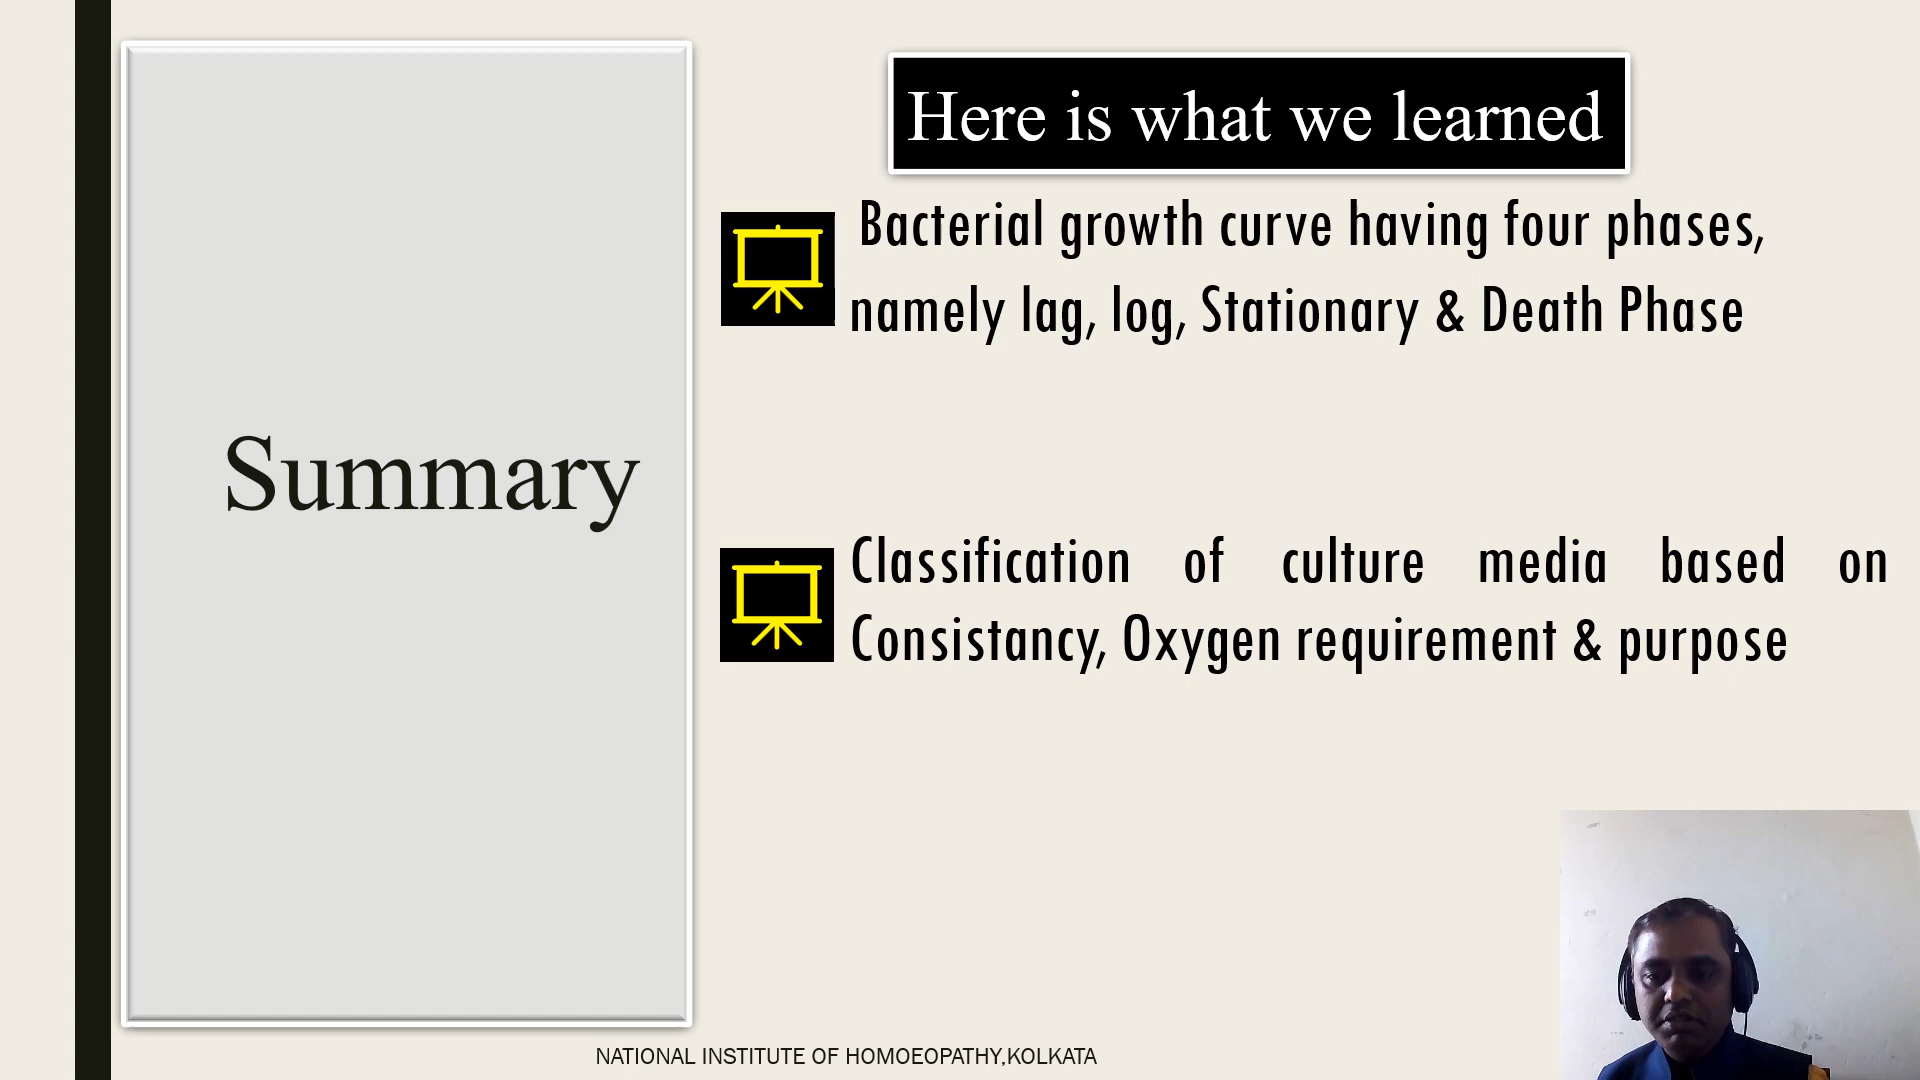 Summary
Here is what we learned
Bacterial growth curve having four phases,
namely lag, log, Stationary & Death Phase
Classification of culture media based on
Consistancy, Oxygen requirement & purpose
NATIONAL INSTITUTE OF HOMOEOPATHY,KOLKATA